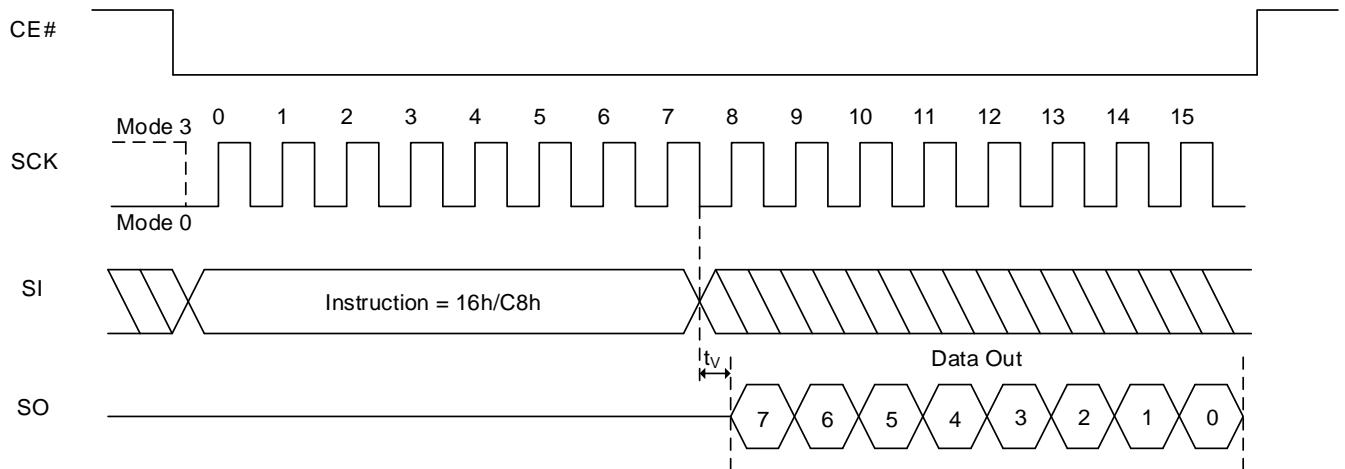 CE#
Mode 3
0 1 2 3 4 5 6 7 8 9 10 11 12 13 14 15
SCK
Mode 0
SI
Instruction = 16h/C8h
tV
Data Out
SO
7 6 5 4 3 2 1 0